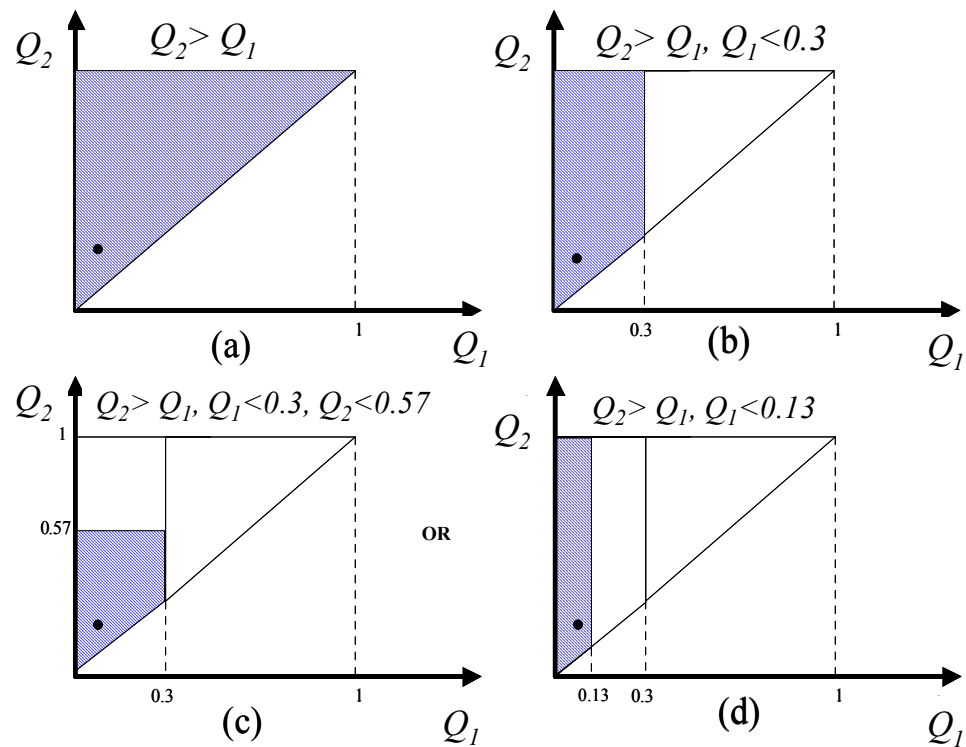 Q₂
Q₂> Q₁
1
Q₁
(a)
Q₂
Q₂> Q₁, Q₁<0.3
0.3
1
Q₁
(b)
Q₂
Q₂> Q₁, Q₁<0.3, Q₂<0.57
1
0.57
0.3
1
Q₁
(c)
OR
Q₂
Q₂> Q₁, Q₁<0.13
0.13
0.3
1
Q₁
(d)